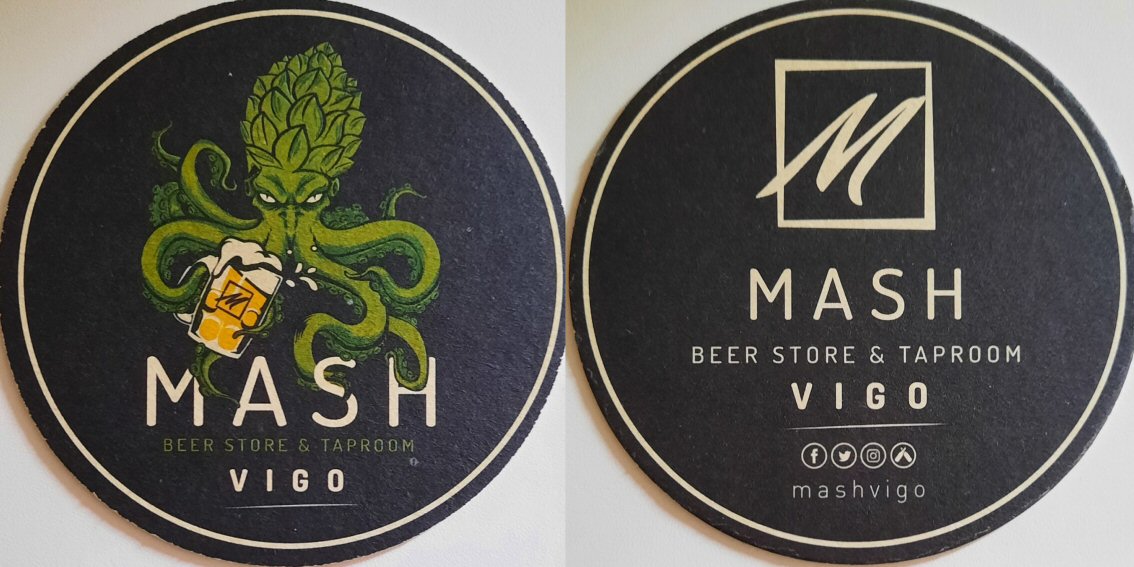 M
MASH
BEER STORE & TAPROOM
VIGO
M
MASH
BEER STORE & TAPROOM
VIGO
mashvigo